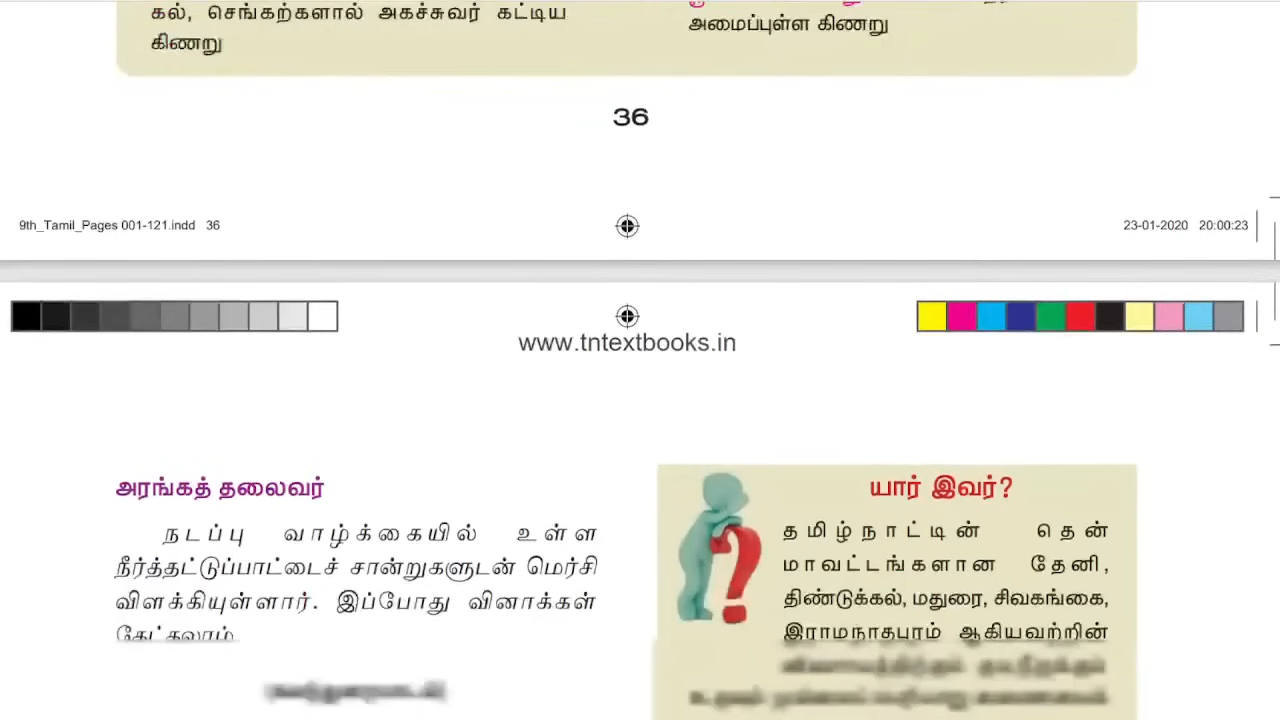 கல், செங்கற்களால் அகச்சுவர் கட்டிய
கிணறு
அமைப்புள்ள கிணறு
36
9th_Tamil_Pages 001-121.indd 36
23-01-2020 20:00:23
www.tntextbooks.in
அரங்கத் தலைவர்
நடப்பு வாழ்க்கையில் உள்ள
நீர்த்தட்டுப்பாட்டைச் சான்றுகளுடன் மெர்சி
விளக்கியுள்ளார். இப்போது வினாக்கள்
கேட்கலாம்
யார் இவர்?
தமிழ்நாட்டின் தென்
மாவட்டங்களான தேனி,
திண்டுக்கல், மதுரை, சிவகங்கை,
இராமநாதபுரம் ஆகியவற்றின்